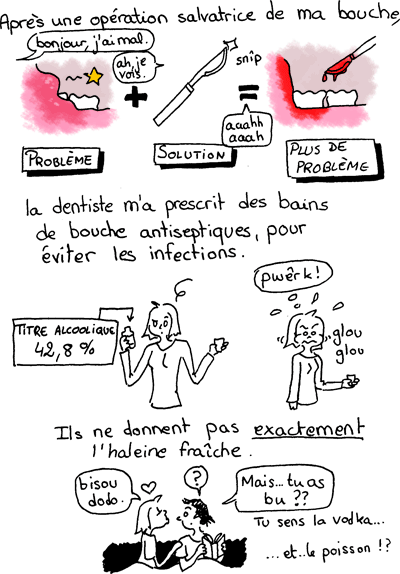 Après une opération salvatrice de ma bouche,
bonjour, j'ai mal.
ah, je
vois.
snîp
aaahh
aaah
PROBLÈME
SOLUTION
PLUS DE
PROBLÈME
la dentiste m'a prescrit des bains
de bouche antiseptiques, pour
éviter les infections.
TITRE ALCOOLIQUE
42,8 %
pwêrk!
glou
glou
Ils ne donnent pas exactement
l'haleine fraîche.
bisou
dodo.
?
Mais... tu as
bu ??
Tu sens la vodka...
...et..le poisson !?